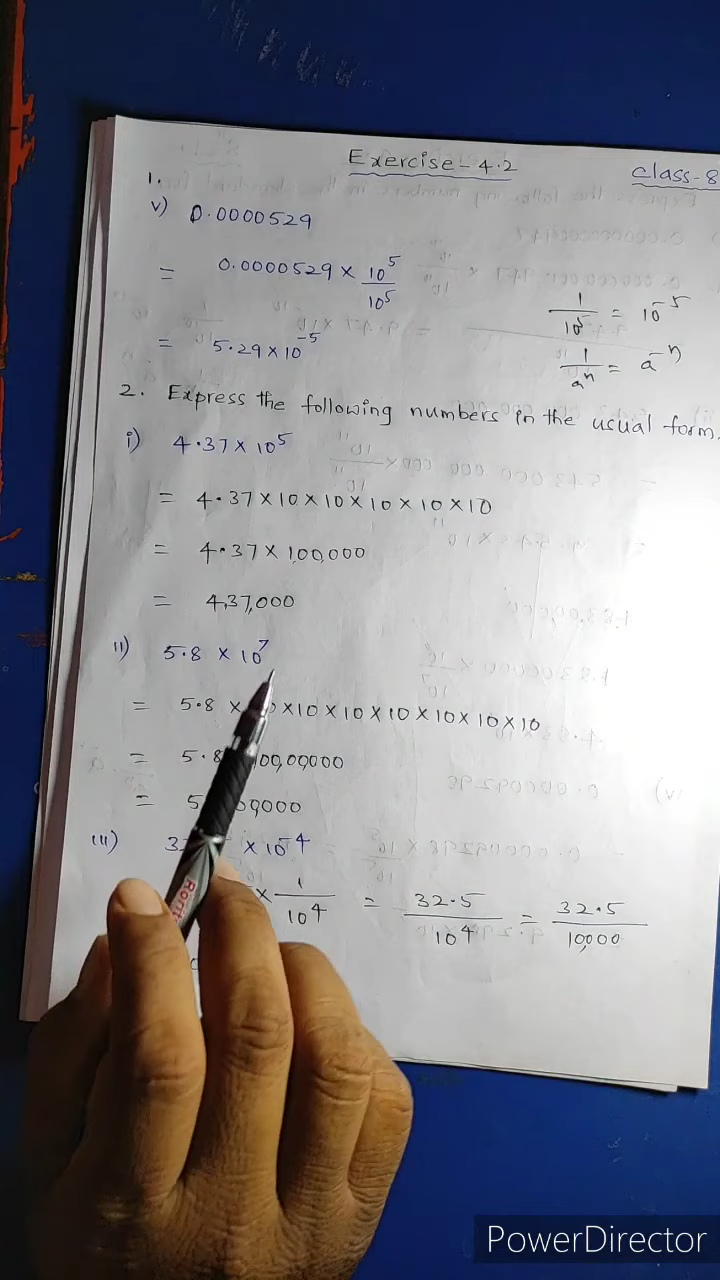 Exercise - 4.2
class-8
1.
v) 0.0000529
= 0.0000529 × 10^5/10^5
1/10^5 = 10^-5
= 5.29 × 10^-5
1/a^n = a^-n
2. Express the following numbers in the usual form.
i) 4.37 × 10^5
= 4.37 × 10 × 10 × 10 × 10 × 10
= 4.37 × 100,000
= 4,37,000
ii) 5.8 × 10^7
= 5.8 × ×10 × 10 × 10 × 10 × 10 × 10
= 5.8 00,00000
= 5
iii) 3 × 10^-4
× 1/10^4 = 32.5/10^4 = 32.5/10,000
PowerDirector